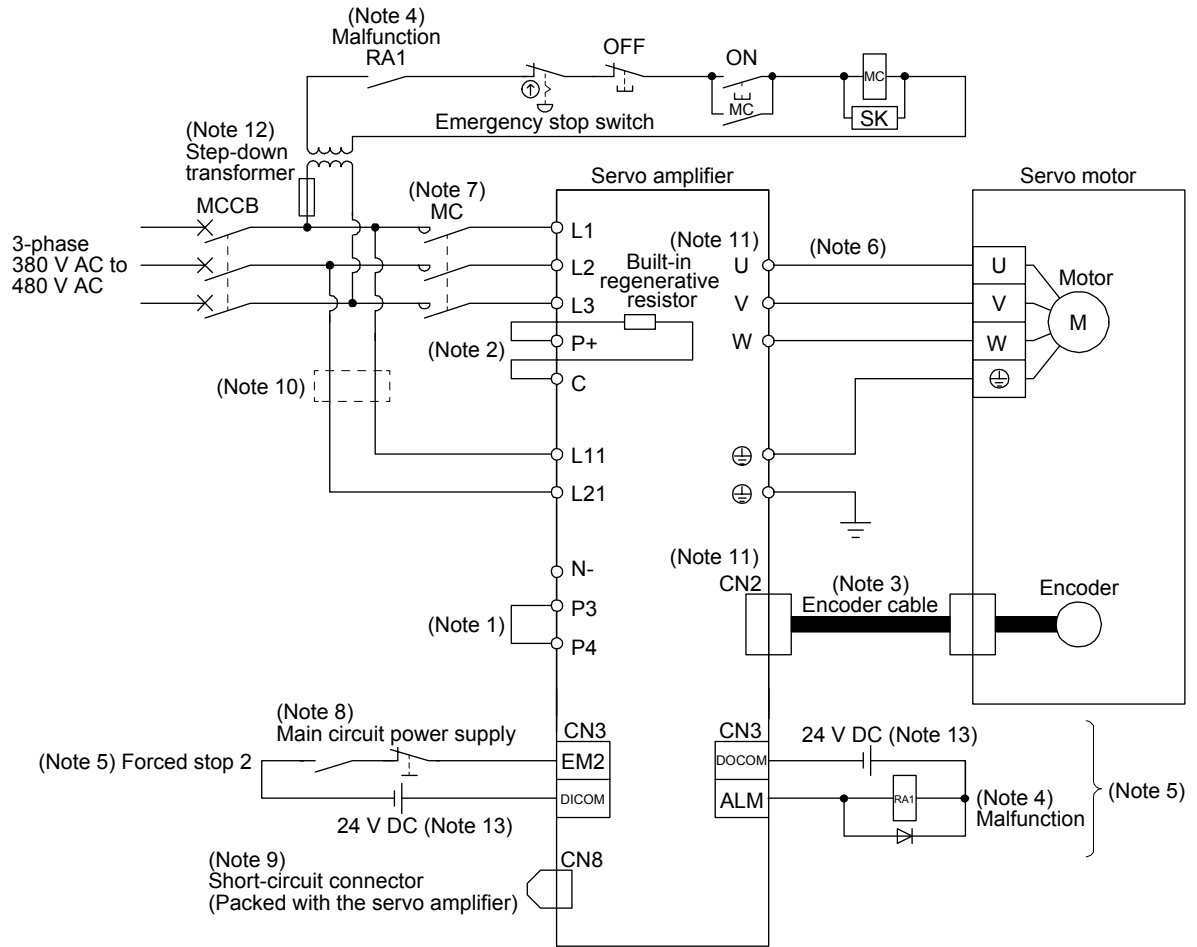 (Note 4)
Malfunction
RA1
OFF
ON
MC
MC
SK
Emergency stop switch
(Note 12)
Step-down
transformer
MCCB
(Note 7)
MC
Servo amplifier
Servo motor
3-phase
380 V AC to
480 V AC
L1
L2
L3
P+
C
(Note 2)
Built-in
regenerative
resistor
(Note 11)
U
V
W
(Note 6)
U
V
W
Motor
M
(Note 10)
L11
L21
N-
P3
P4
(Note 1)
(Note 11)
CN2
(Note 3)
Encoder cable
Encoder
(Note 8)
Main circuit power supply
(Note 5) Forced stop 2
24 V DC (Note 13)
CN3
EM2
DICOM
CN3
DOCOM
ALM
24 V DC (Note 13)
RA1
(Note 4)
Malfunction
(Note 5)
(Note 9)
Short-circuit connector
(Packed with the servo amplifier)
CN8